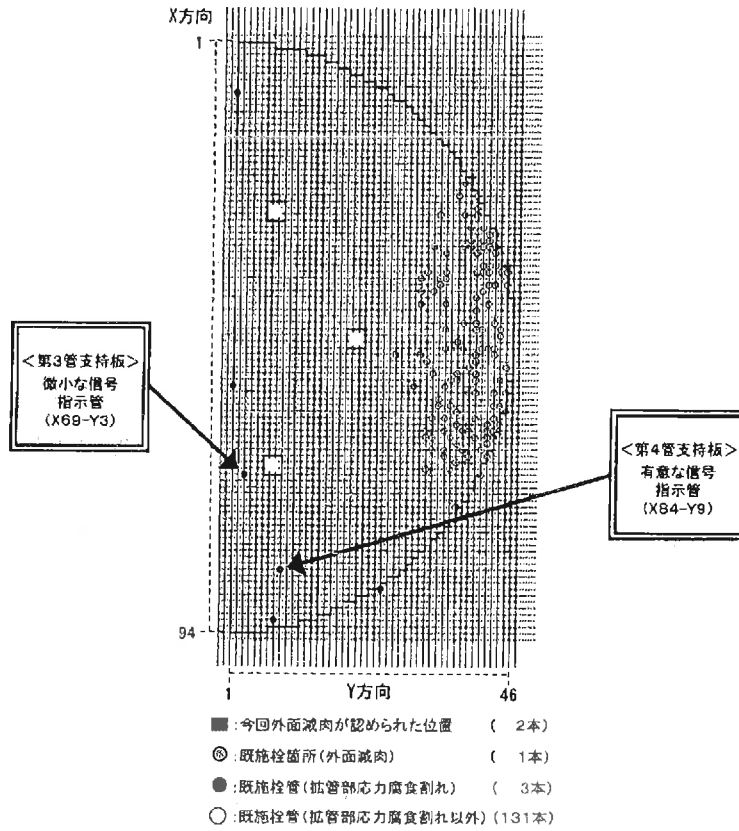 X方向
1
<第3管支持板>
微小な信号
指示管
(X69-Y3)
<第4管支持板>
有意な信号
指示管
(X84-Y9)
94
1
Y方向
46
■:今回外面減肉が認められた位置 ( 2本)
:既施栓箇所(外面減肉) ( 1本)
●:既施栓管(拡管部応力腐食割れ) ( 3本)
○:既施栓管(拡管部応力腐食割れ以外)(131本)